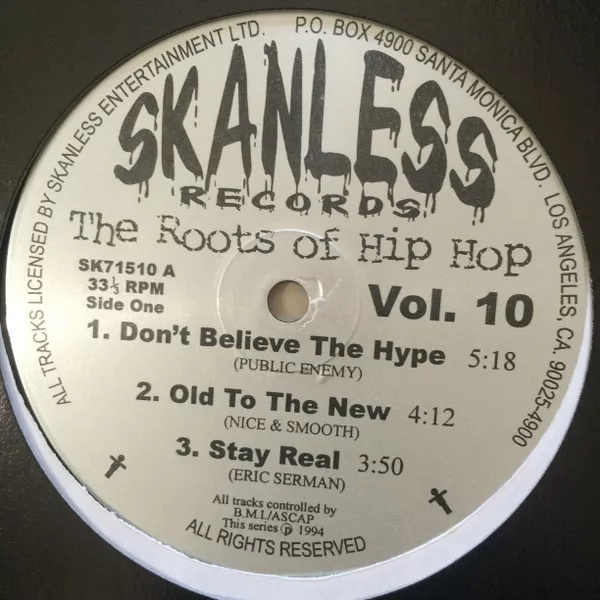 ALL TRACKS LICENSED BY SKANLESS ENTERTAINMENT LTD. P.O. BOX 4900 SANTA MONICA BLVD. LOS ANGELES, CA. 90025-4900
SKANLESS
RECORDS
The Roots of Hip Hop
SK71510 A
33⅓ RPM
Side One
Vol. 10
1. Don't Believe The Hype 5:18
(PUBLIC ENEMY)
2. Old To The New 4:12
(NICE & SMOOTH)
3. Stay Real 3:50
(ERIC SERMAN)
All tracks controlled by
B.M.I./ASCAP
This series ℗ 1994
ALL RIGHTS RESERVED